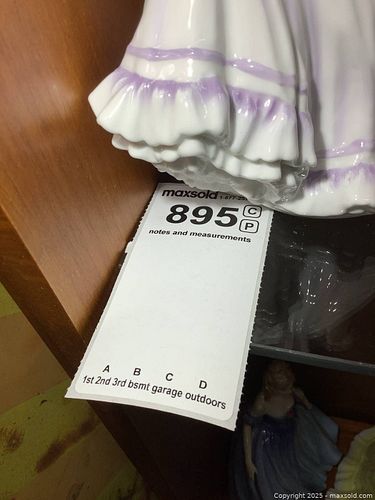 maxsold
895 C
P
notes and measurements
A B C D
1st 2nd 3rd bsmt garage outdoors
Copyright 2025 - maxsold.com